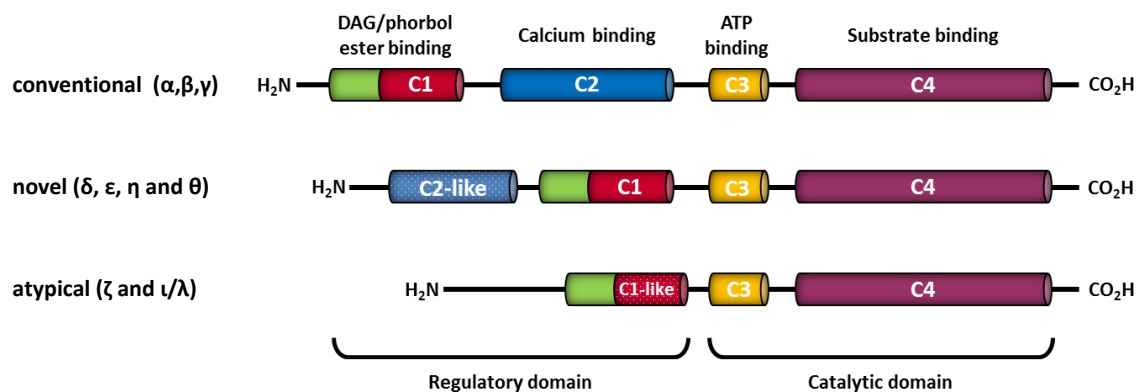 DAG/phorbol
ester binding
Calcium binding
ATP
binding
Substrate binding
conventional (α,β,γ)
H₂N
C1
C2
C3
C4
CO₂H
novel (δ, ε, η and θ)
H₂N
C2-like
C1
C3
C4
CO₂H
atypical (ζ and ι/λ)
H₂N
C1-like
C3
C4
CO₂H
Regulatory domain
Catalytic domain